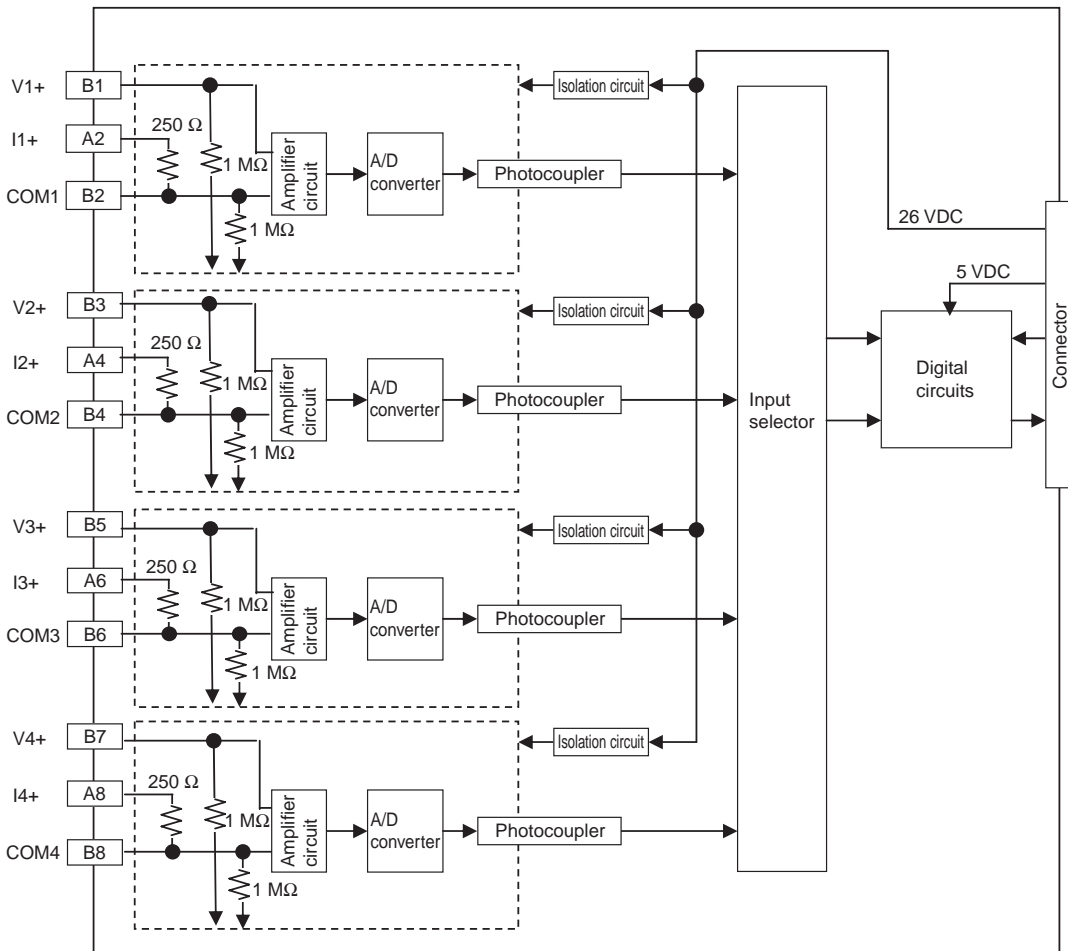 V1+
B1
Isolation circuit
250 Ω
I1+
A2
1 MΩ
Amplifier
circuit
A/D
converter
Photocoupler
COM1
B2
1 MΩ
26 VDC
5 VDC
V2+
B3
Isolation circuit
250 Ω
I2+
A4
1 MΩ
Amplifier
circuit
A/D
converter
Photocoupler
COM2
B4
1 MΩ
Input
selector
Digital
circuits
Connector
V3+
B5
Isolation circuit
250 Ω
I3+
A6
1 MΩ
Amplifier
circuit
A/D
converter
Photocoupler
COM3
B6
1 MΩ
V4+
B7
Isolation circuit
250 Ω
I4+
A8
1 MΩ
Amplifier
circuit
A/D
converter
Photocoupler
COM4
B8
1 MΩ